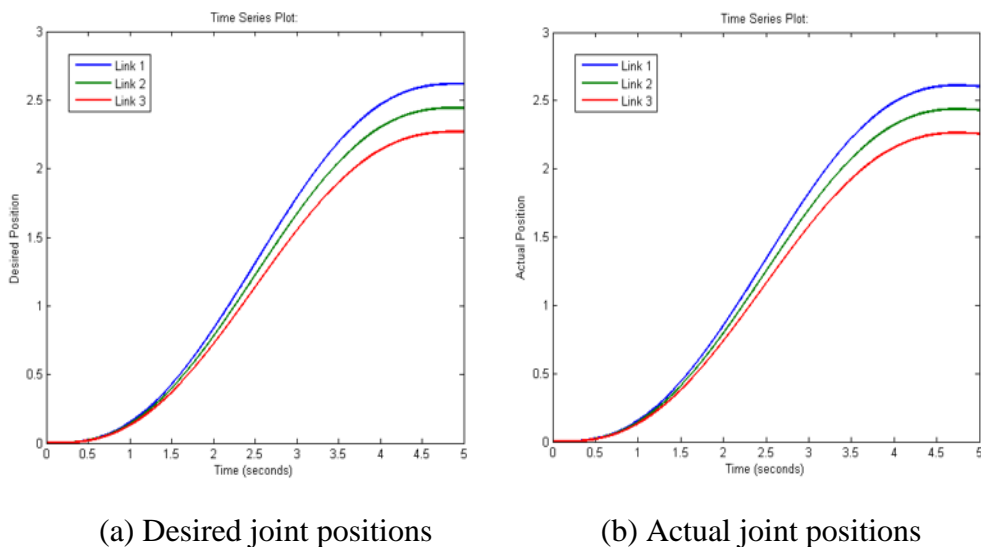 Time Series Plot:
3
2.5
2
1.5
1
0.5
0
Desired Position
Link 1
Link 2
Link 3
0 0.5 1 1.5 2 2.5 3 3.5 4 4.5 5
Time (seconds)
(a) Desired joint positions
Time Series Plot:
3
2.5
2
1.5
1
0.5
0
Actual Position
Link 1
Link 2
Link 3
0 0.5 1 1.5 2 2.5 3 3.5 4 4.5 5
Time (seconds)
(b) Actual joint positions